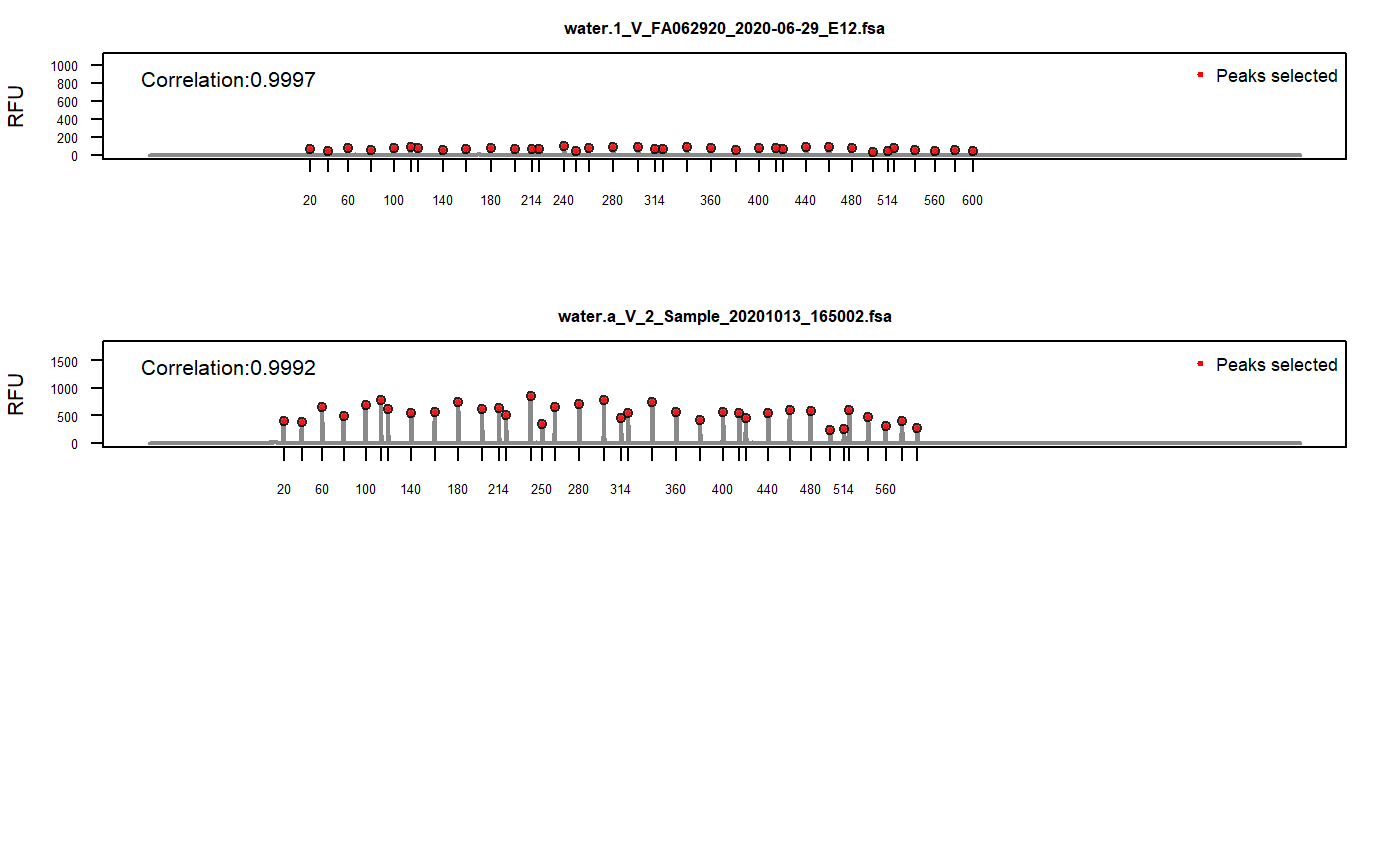 water.1_V_FA062920_2020-06-29_E12.fsa
Correlation:0.9997
Peaks selected
RFU
1000
800
600
400
200
0
20 60 100 140 180 214 240 280 314 360 400 440 480 514 560 600
water.a_V_2_Sample_20201013_165002.fsa
Correlation:0.9992
Peaks selected
RFU
1500
1000
500
0
20 60 100 140 180 214 250 280 314 360 400 440 480 514 560